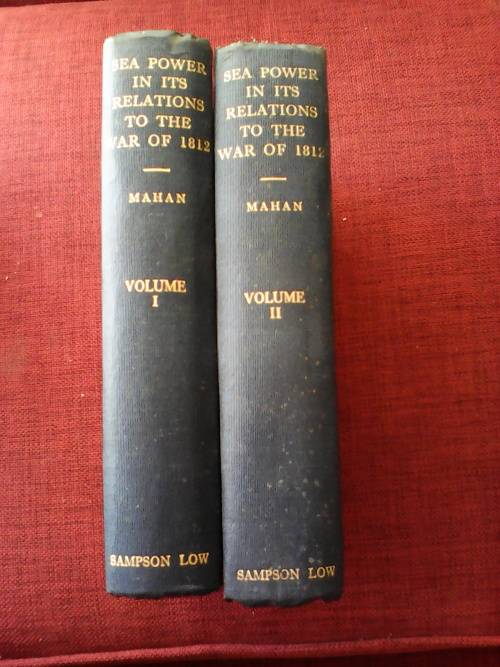 SEA POWER
IN ITS
RELATIONS
TO THE
WAR OF 1812
MAHAN
VOLUME
I
SAMPSON LOW
SEA POWER
IN ITS
RELATIONS
TO THE
WAR OF 1812
MAHAN
VOLUME
II
SAMPSON LOW